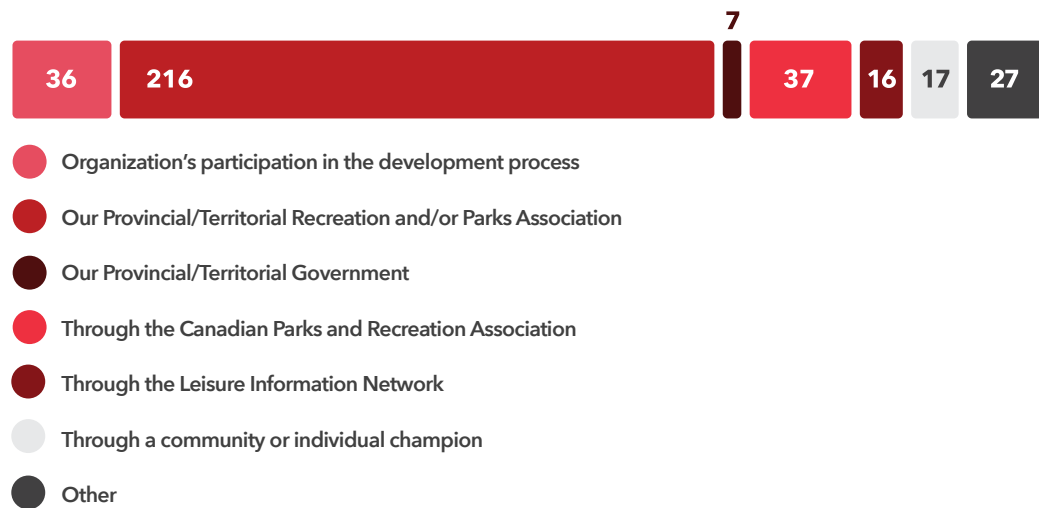 7
36 216 37 16 17 27
Organization's participation in the development process
Our Provincial/Territorial Recreation and/or Parks Association
Our Provincial/Territorial Government
Through the Canadian Parks and Recreation Association
Through the Leisure Information Network
Through a community or individual champion
Other